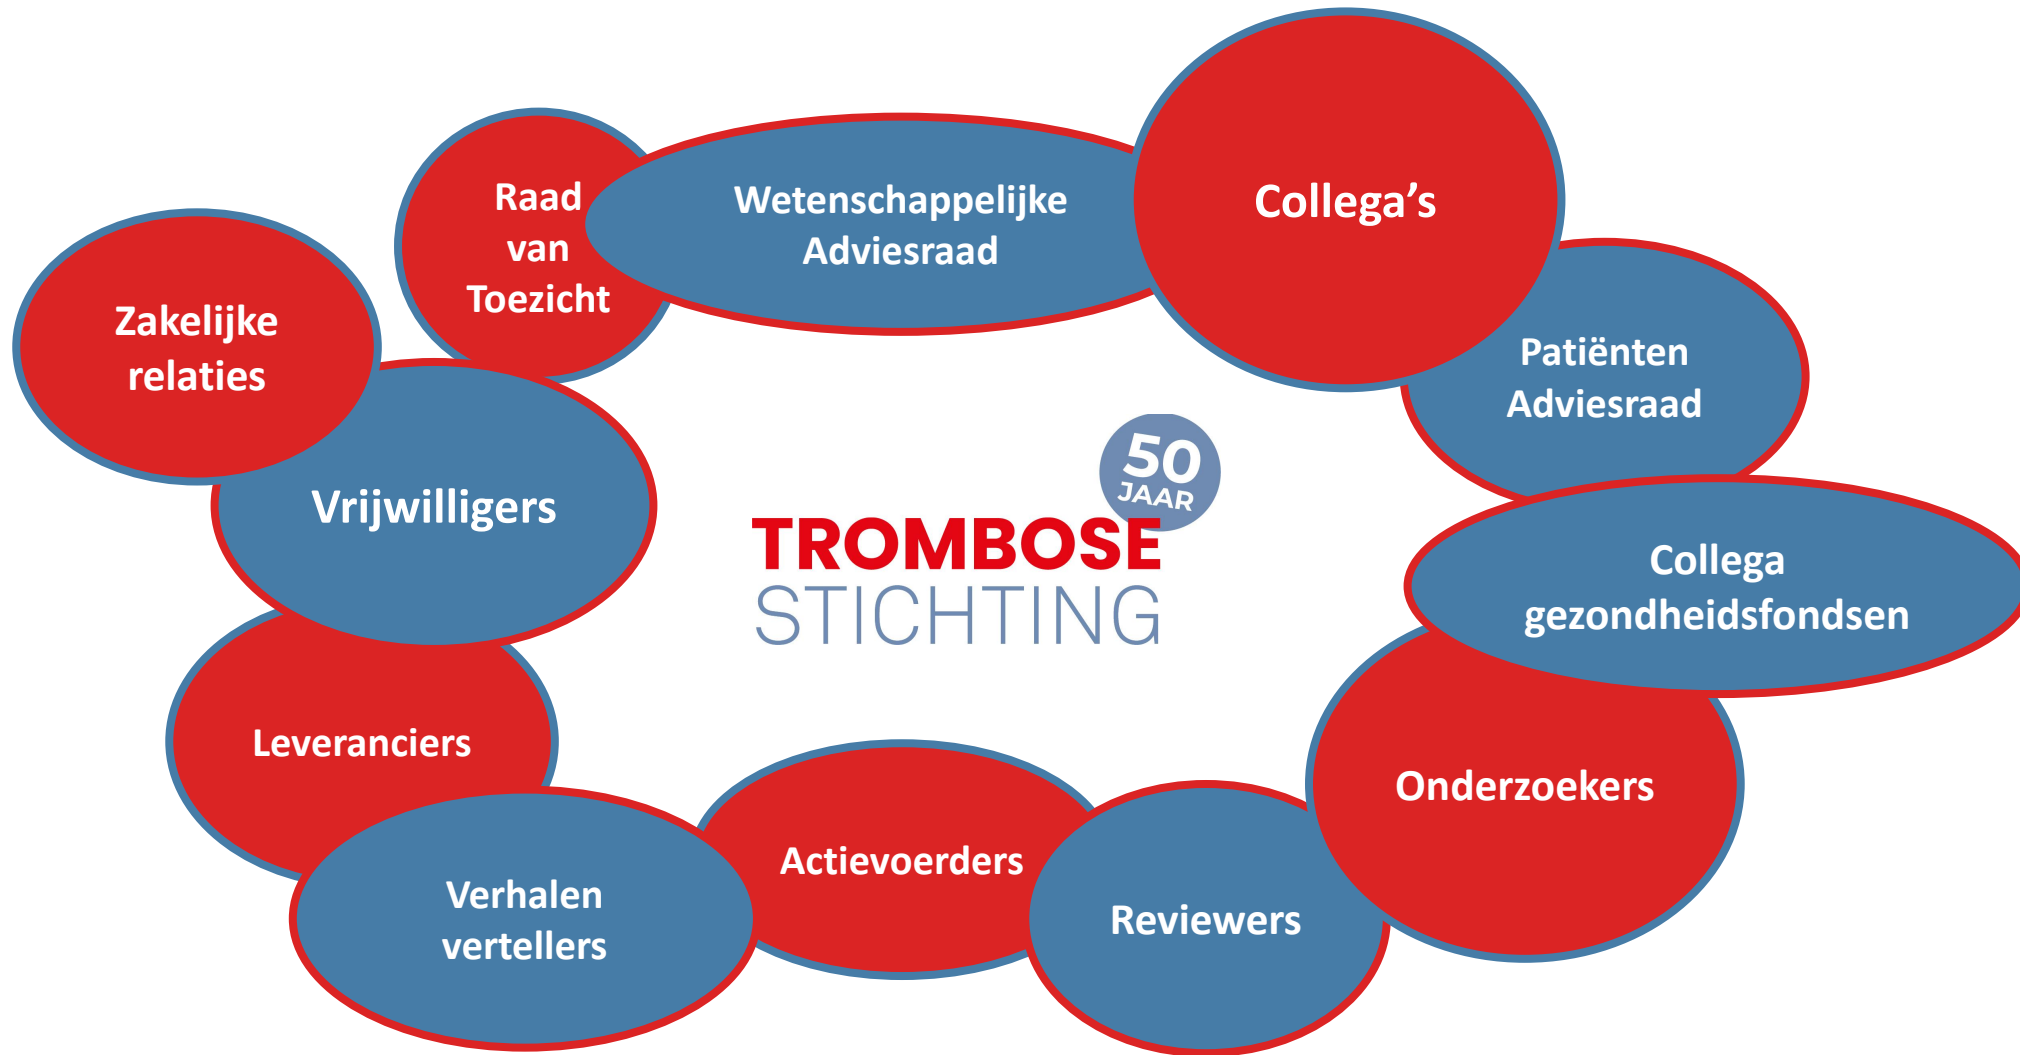 Raad
van
Toezicht
Wetenschappelijke
Adviesraad
Collega’s
Zakelijke
relaties
Patiënten
Adviesraad
Vrijwilligers
50
JAAR
TROMBOSE
STICHTING
Collega
gezondheidsfondsen
Leveranciers
Onderzoekers
Actievoerders
Verhalen
vertellers
Reviewers